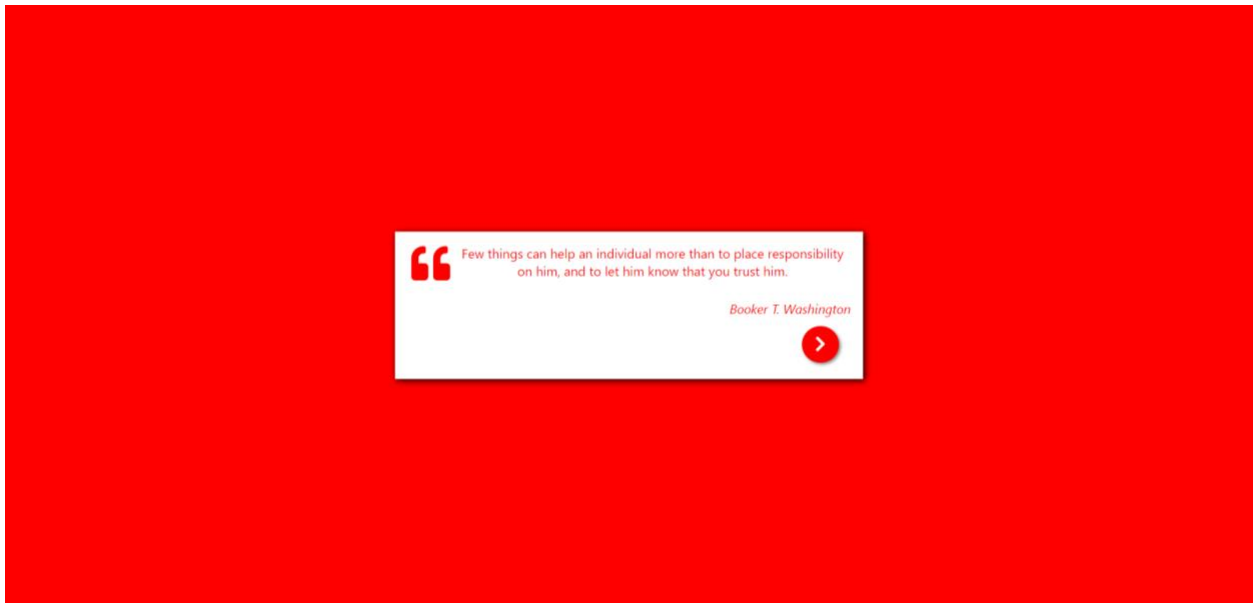 Few things can help an individual more than to place responsibility
on him, and to let him know that you trust him.
Booker T. Washington